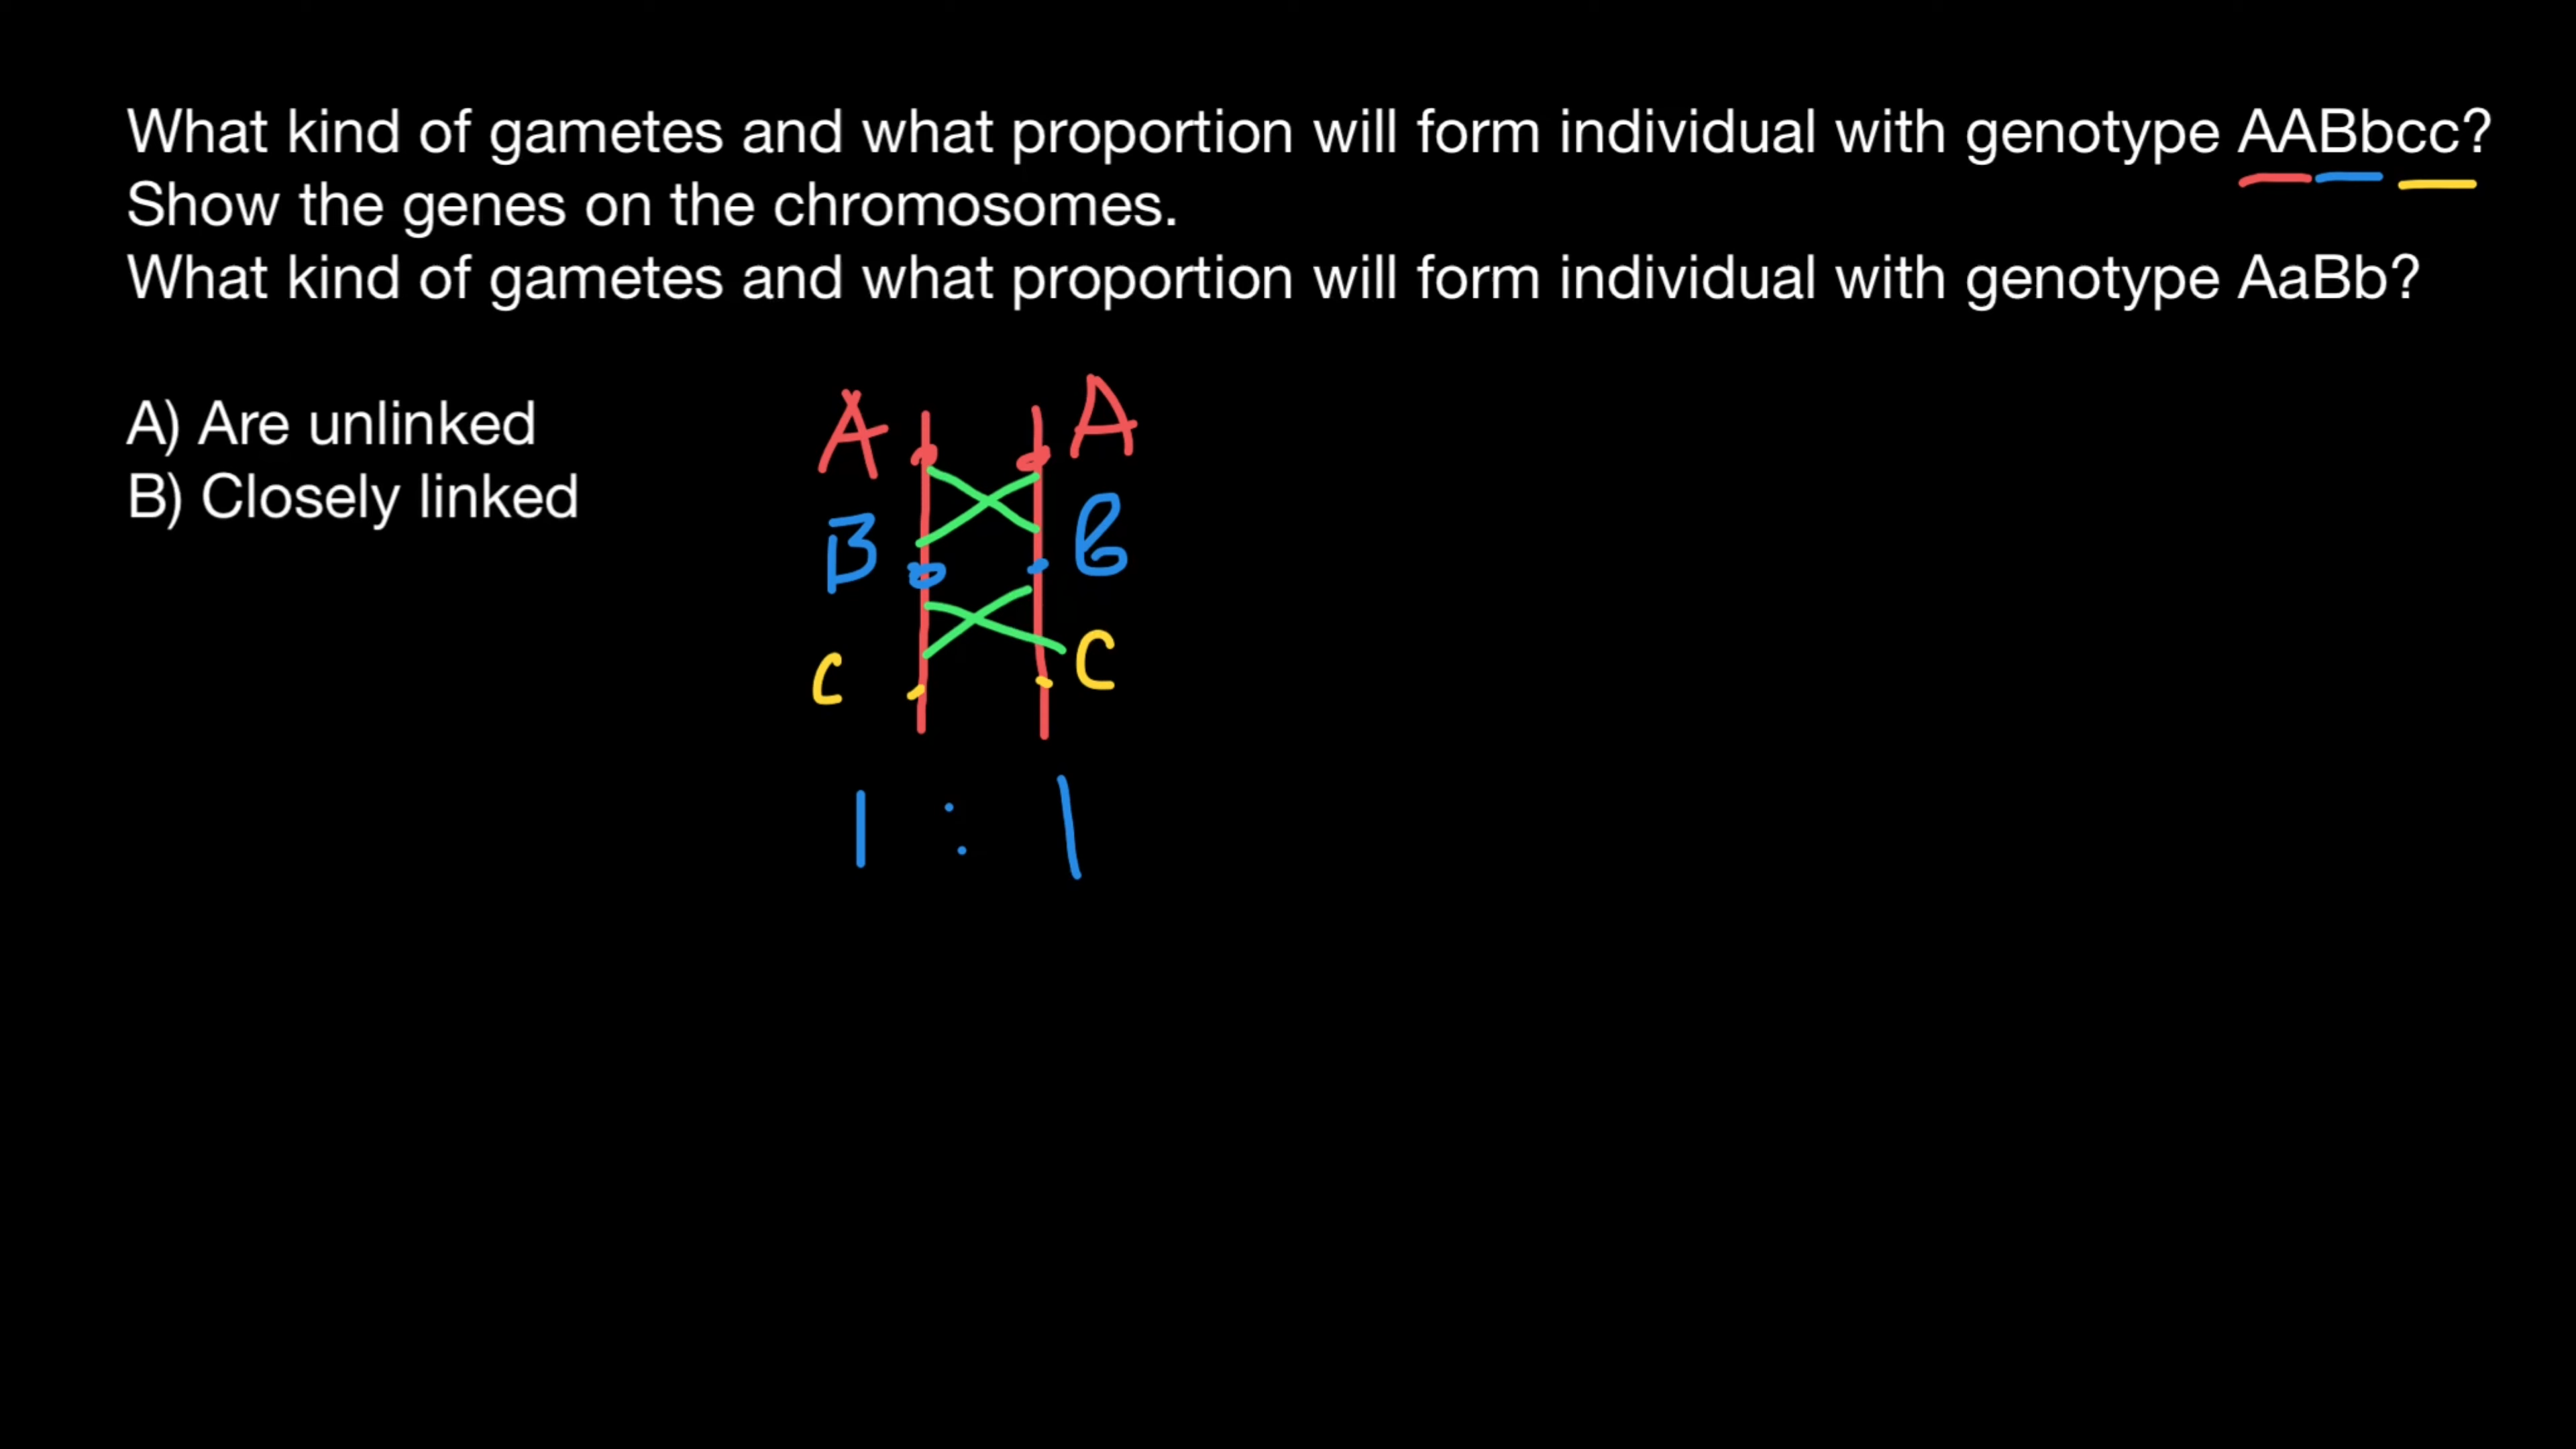 What kind of gametes and what proportion will form individual with genotype AABbcc?
Show the genes on the chromosomes.
What kind of gametes and what proportion will form individual with genotype AaBb?
A) Are unlinked
B) Closely linked
A A
B b
c c
1 : 1